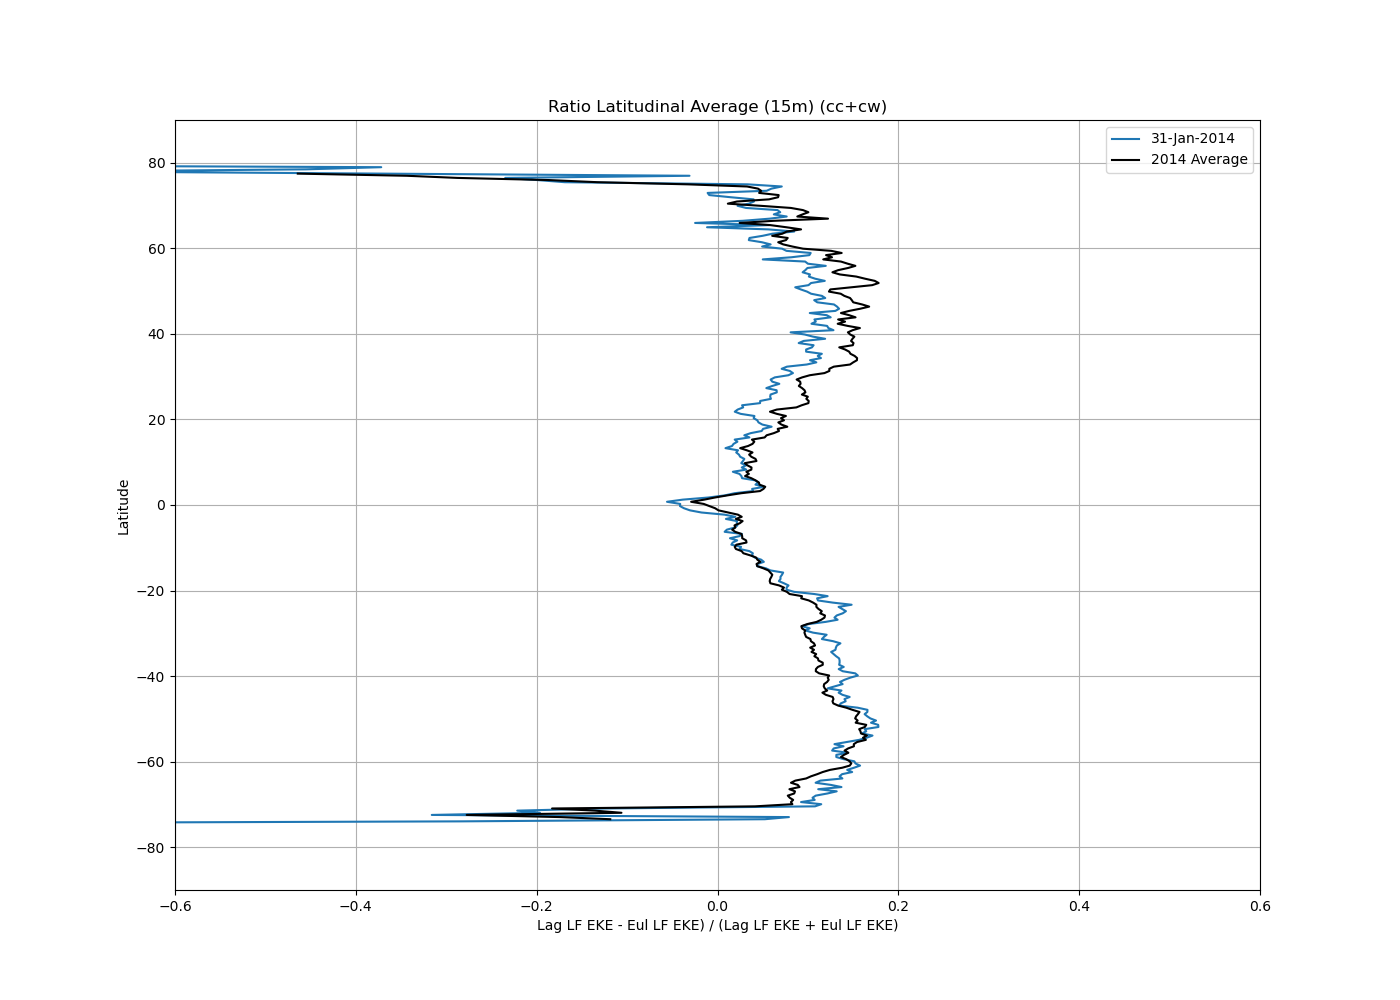 Ratio Latitudinal Average (15m) (cc+cw)
31-Jan-2014
2014 Average
80
60
40
20
0
−20
−40
−60
−80
Latitude
−0.6 −0.4 −0.2 0.0 0.2 0.4 0.6
Lag LF EKE - Eul LF EKE) / (Lag LF EKE + Eul LF EKE)